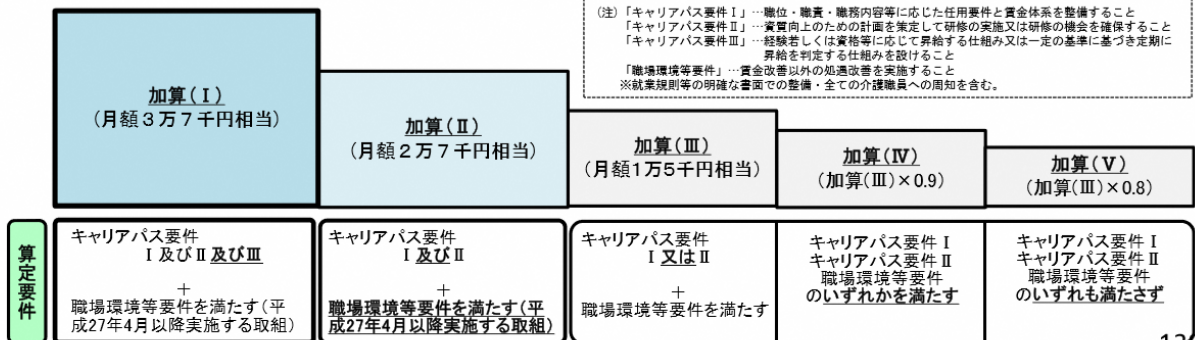 (注)「キャリアパス要件Ⅰ」…職位・職責・職務内容等に応じた任用要件と賃金体系を整備すること
「キャリアパス要件Ⅱ」…資質向上のための計画を策定して研修の実施又は研修の機会を確保すること
「キャリアパス要件Ⅲ」…経験若しくは資格等に応じて昇給する仕組み又は一定の基準に基づき定期に
昇給を判定する仕組みを設けること
「職場環境等要件」…賃金改善以外の処遇改善を実施すること
※就業規則等の明確な書面での整備・全ての介護職員への周知を含む。
加算(Ⅰ)
(月額3万7千円相当)
加算(Ⅱ)
(月額2万7千円相当)
加算(Ⅲ)
(月額1万5千円相当)
加算(Ⅳ)
(加算(Ⅲ)×0.9)
加算(Ⅴ)
(加算(Ⅲ)×0.8)
算定要件
キャリアパス要件
Ⅰ及びⅡ及びⅢ
+
職場環境等要件を満たす(平
成27年4月以降実施する取組)
キャリアパス要件
Ⅰ及びⅡ
+
職場環境等要件を満たす(平
成27年4月以降実施する取組)
キャリアパス要件
Ⅰ又はⅡ
+
職場環境等要件を満たす
キャリアパス要件Ⅰ
キャリアパス要件Ⅱ
職場環境等要件
のいずれかを満たす
キャリアパス要件Ⅰ
キャリアパス要件Ⅱ
職場環境等要件
のいずれも満たさず